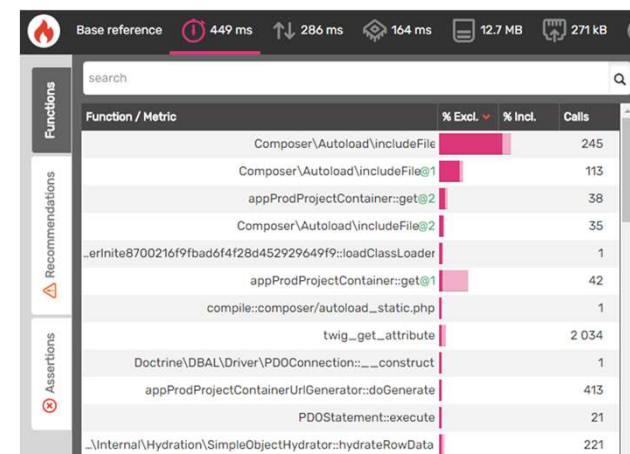 Base reference 449 ms 286 ms 164 ms 12.7 MB 271 kB
search
Functions
Recommendations
Assertions
Function / Metric % Excl. % Incl. Calls
Composer\Autoload\includeFile 245
Composer\Autoload\includeFile@1 113
appProdProjectContainer::get@2 38
Composer\Autoload\includeFile@2 35
…erInite8700216f9fbad6f4f28d452929649f9::loadClassLoader 1
appProdProjectContainer::get@1 42
compile::composer/autoload_static.php 1
twig_get_attribute 2 034
Doctrine\DBAL\Driver\PDOConnection::__construct 1
appProdProjectContainerUrlGenerator::doGenerate 413
PDOStatement::execute 21
…\Internal\Hydration\SimpleObjectHydrator::hydrateRowData 221